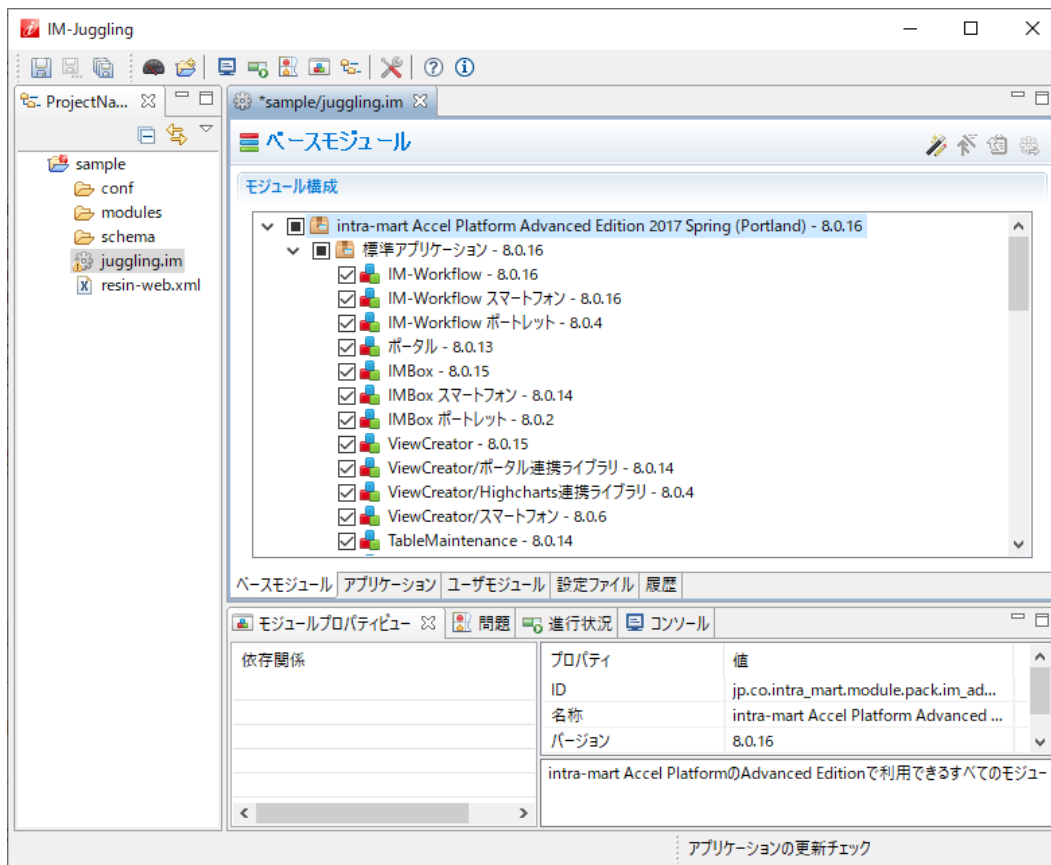 IM-Juggling
ProjectNa...
*sample/juggling.im
ベースモジュール
sample
conf
modules
schema
juggling.im
resin-web.xml
モジュール構成
intra-mart Accel Platform Advanced Edition 2017 Spring (Portland) - 8.0.16
標準アプリケーション - 8.0.16
IM-Workflow - 8.0.16
IM-Workflow スマートフォン - 8.0.16
IM-Workflow ポートレット - 8.0.4
ポータル - 8.0.13
IMBox - 8.0.15
IMBox スマートフォン - 8.0.14
IMBox ポートレット - 8.0.2
ViewCreator - 8.0.15
ViewCreator/ポータル連携ライブラリ - 8.0.14
ViewCreator/Highcharts連携ライブラリ - 8.0.4
ViewCreator/スマートフォン - 8.0.6
TableMaintenance - 8.0.14
ベースモジュール アプリケーション ユーザモジュール 設定ファイル 履歴
モジュールプロパティビュー 問題 進行状況 コンソール
依存関係
プロパティ 値
ID jp.co.intra_mart.module.pack.im_ad...
名称 intra-mart Accel Platform Advanced ...
バージョン 8.0.16
intra-mart Accel PlatformのAdvanced Editionで利用できるすべてのモジュー
アプリケーションの更新チェック